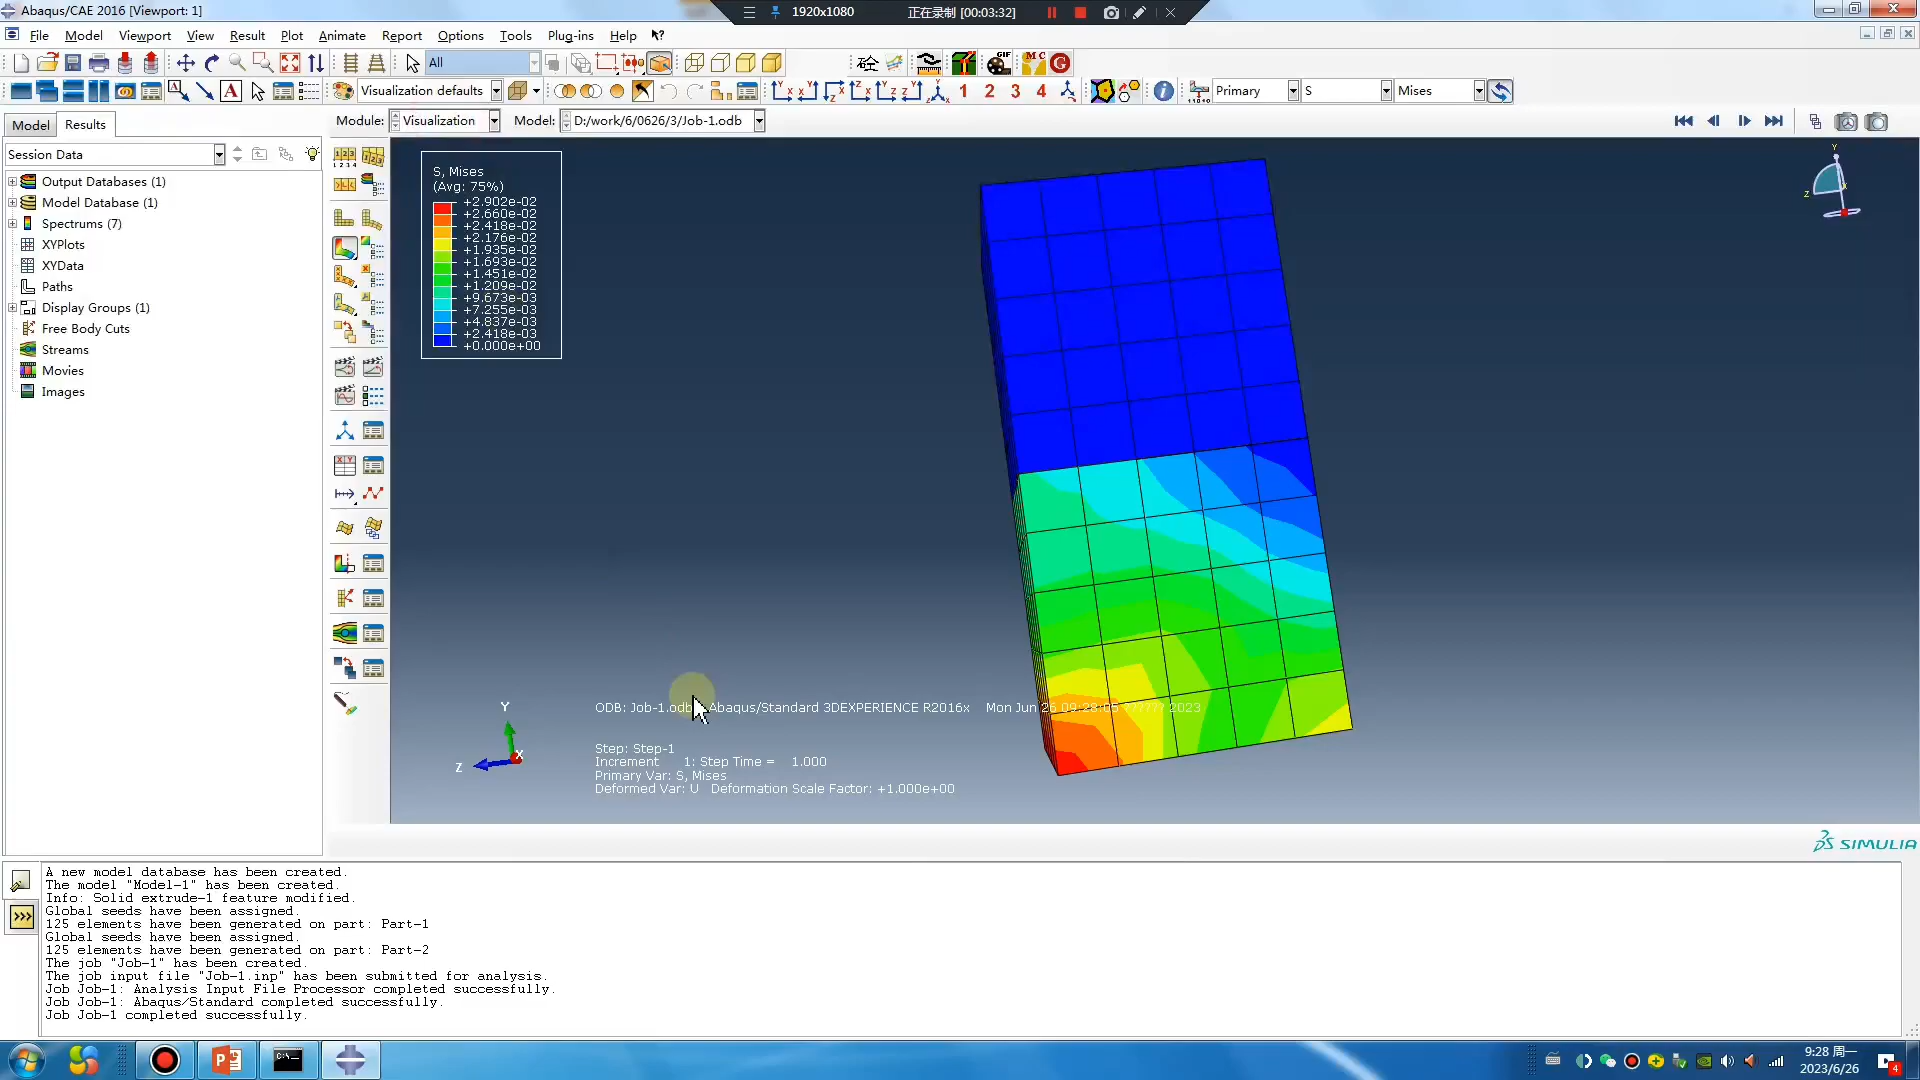 Abaqus/CAE 2016 [Viewport: 1]
1920x1080
正在录制 [00:03:32]
File Model Viewport View Result Plot Animate Report Options Tools Plug-ins Help
All
Visualization defaults
1 2 3 4
Primary
S
Mises
Model Results
Module: Visualization
Model: D:/work/6/0626/3/Job-1.odb
Session Data
Output Databases (1)
Model Database (1)
Spectrums (7)
XYPlots
XYData
Paths
Display Groups (1)
Free Body Cuts
Streams
Movies
Images
S, Mises
(Avg: 75%)
+2.902e-02
+2.660e-02
+2.418e-02
+2.176e-02
+1.935e-02
+1.693e-02
+1.451e-02
+1.209e-02
+9.673e-03
+7.255e-03
+4.837e-03
+2.418e-03
+0.000e+00
Y
Z
Y
Z
X
ODB: Job-1.odb Abaqus/Standard 3DEXPERIENCE R2016x Mon Jun 26 09:28:05 ?????? 2023
Step: Step-1
Increment 1: Step Time = 1.000
Primary Var: S, Mises
Deformed Var: U Deformation Scale Factor: +1.000e+00
SIMULIA
A new model database has been created.
The model "Model-1" has been created.
Info: Solid extrude-1 feature modified.
Global seeds have been assigned.
125 elements have been generated on part: Part-1
Global seeds have been assigned.
125 elements have been generated on part: Part-2
The job "Job-1" has been created.
The job input file "Job-1.inp" has been submitted for analysis.
Job Job-1: Analysis Input File Processor completed successfully.
Job Job-1: Abaqus/Standard completed successfully.
Job Job-1 completed successfully.
9:28 周一
2023/6/26
4